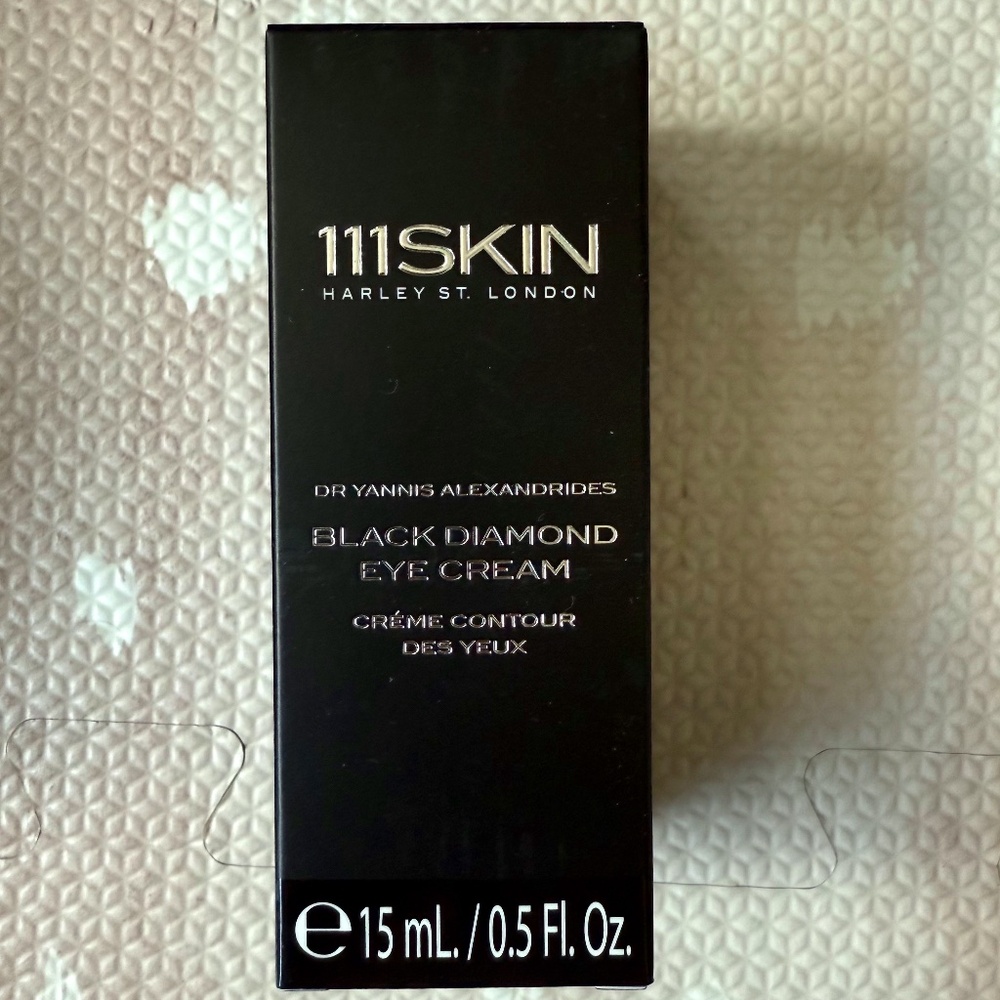 111SKIN
HARLEY ST. LONDON
DR YANNIS ALEXANDRIDES
BLACK DIAMOND
EYE CREAM
CRÉME CONTOUR
DES YEUX
℮ 15 mL. / 0.5 Fl. Oz.